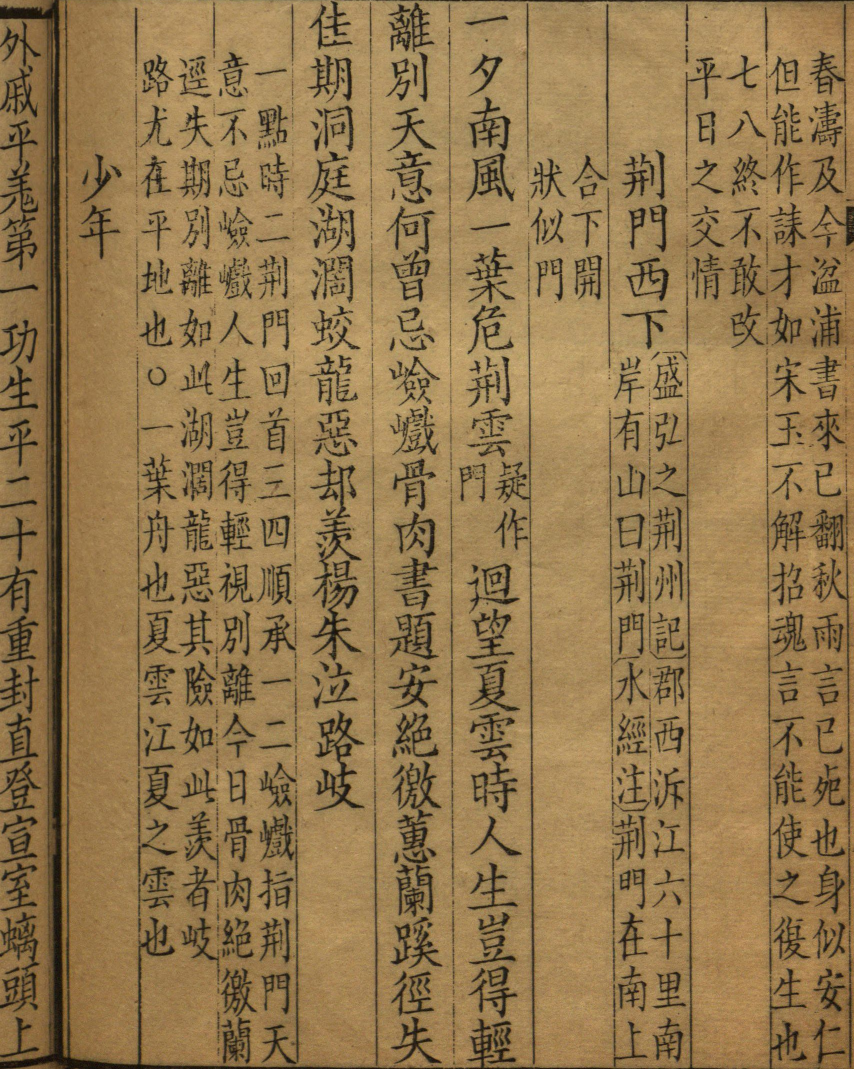 春濤及今湓浦書來已翻秋雨言已死也身似安仁
但能作誄才如宋玉不解招魂言不能使之復生也
七八終不敢攺
平日之交情
荆門西下
盛弘之荆州記郡西泝江六十里南
岸有山曰荆門水經注荆門在南上
合下開
狀似門
一夕南風一葉危荆雲
疑作
門
迴望夏雲時人生豈得輕
離別天意何曾忌嶮巇骨肉書題安絶徼蕙蘭蹊徑失
佳期洞庭湖濶蛟龍惡却羨楊朱泣路岐
一點時二荆門回首三四順承一二嶮巇指荆門天
意不忌嶮巇人生豈得輕視別離今日骨肉絶徼蘭
逕失期別離如此湖濶龍惡其險如此羨者岐
路尤在平地也○一葉舟也夏雲江夏之雲也
少年
外戚平羗第一功生平二十有重封直登宣室螭頭上